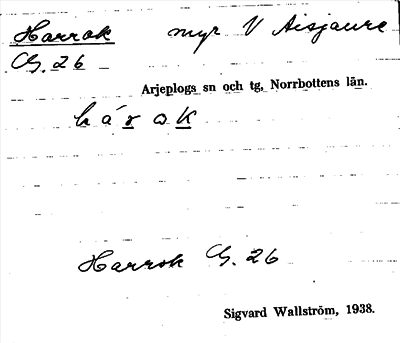 Harrok myr V Aisjaure
G. 26
Arjeplogs sn och tg, Norrbottens län.
h á r o k
Harrok G. 26
Sigvard Wallström, 1938.